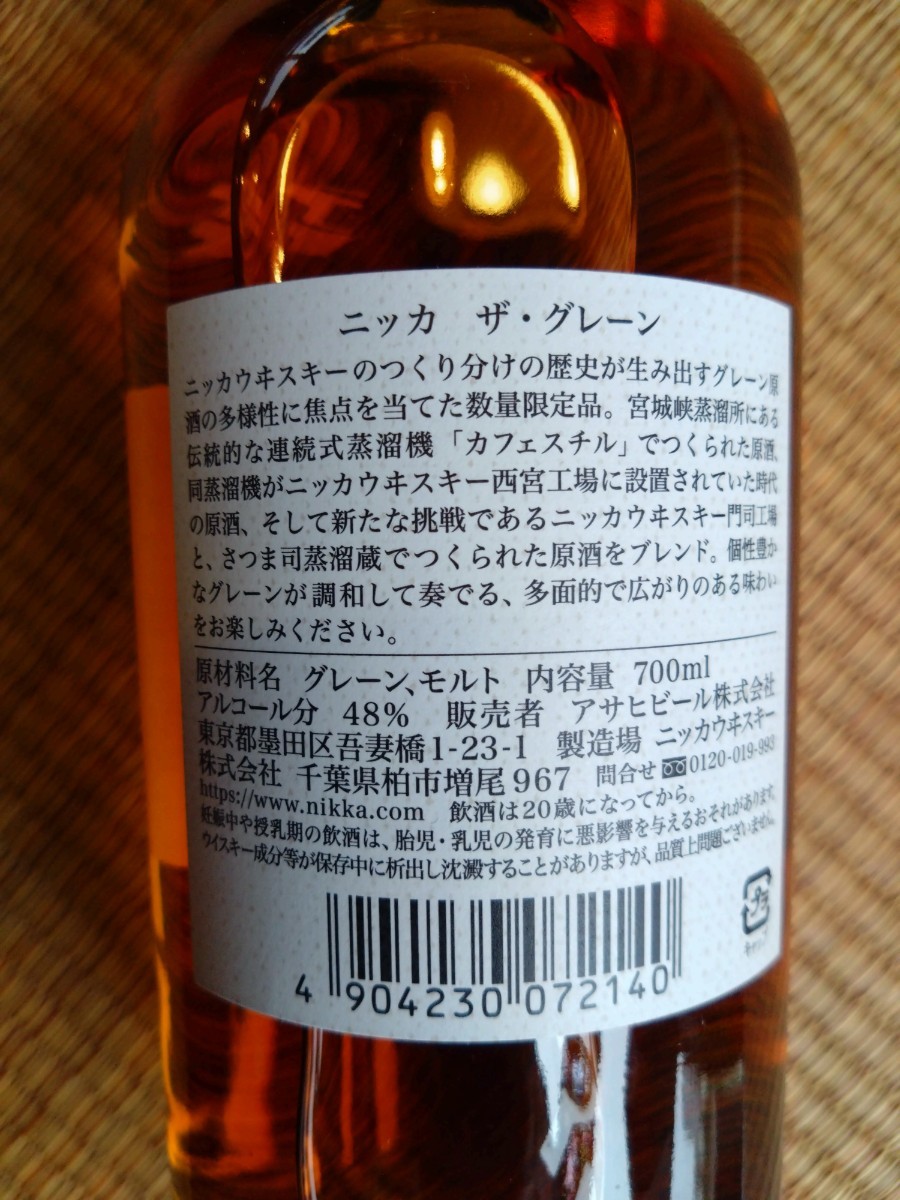 ニッカ　ザ・グレーン
ニッカウヰスキーのつくり分けの歴史が生み出すグレーン原
酒の多様性に焦点を当てた数量限定品。宮城峡蒸溜所にある
伝統的な連続式蒸溜機「カフェスチル」でつくられた原酒、
同蒸溜機がニッカウヰスキー西宮工場に設置されていた時代
の原酒、そして新たな挑戦であるニッカウヰスキー門司工場
と、さつま司蒸溜蔵でつくられた原酒をブレンド。個性豊か
なグレーンが調和して奏でる、多面的で広がりのある味わい
をお楽しみください。
原材料名　グレーン、モルト　内容量　700ml
アルコール分　48%　販売者　アサヒビール株式会社
東京都墨田区吾妻橋1-23-1　製造場　ニッカウヰスキー
株式会社　千葉県柏市増尾967　問合せ 0120-019-993
https://www.nikka.com　飲酒は20歳になってから。
妊娠中や授乳期の飲酒は、胎児・乳児の発育に悪影響を与えるおそれがあります。
ウイスキー成分等が保存中に析出し沈澱することがありますが、品質上問題ございません。
プラ
キャップ
4 904230 072140